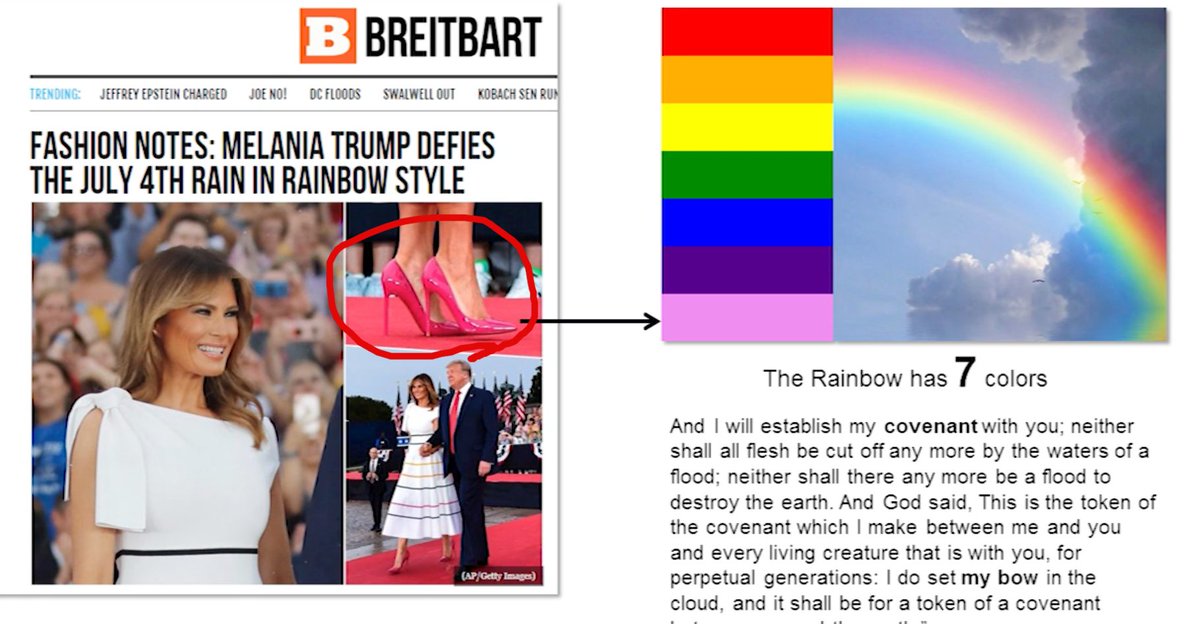 B BREITBART
TRENDING: JEFFREY EPSTEIN CHARGED JOE NO! DC FLOODS SWALWELL OUT KOBACH SEN RUN
FASHION NOTES: MELANIA TRUMP DEFIES
THE JULY 4TH RAIN IN RAINBOW STYLE
(AP/Getty Images)
The Rainbow has 7 colors
And I will establish my covenant with you; neither
shall all flesh be cut off any more by the waters of a
flood; neither shall there any more be a flood to
destroy the earth. And God said, This is the token of
the covenant which I make between me and you
and every living creature that is with you, for
perpetual generations: I do set my bow in the
cloud, and it shall be for a token of a covenant